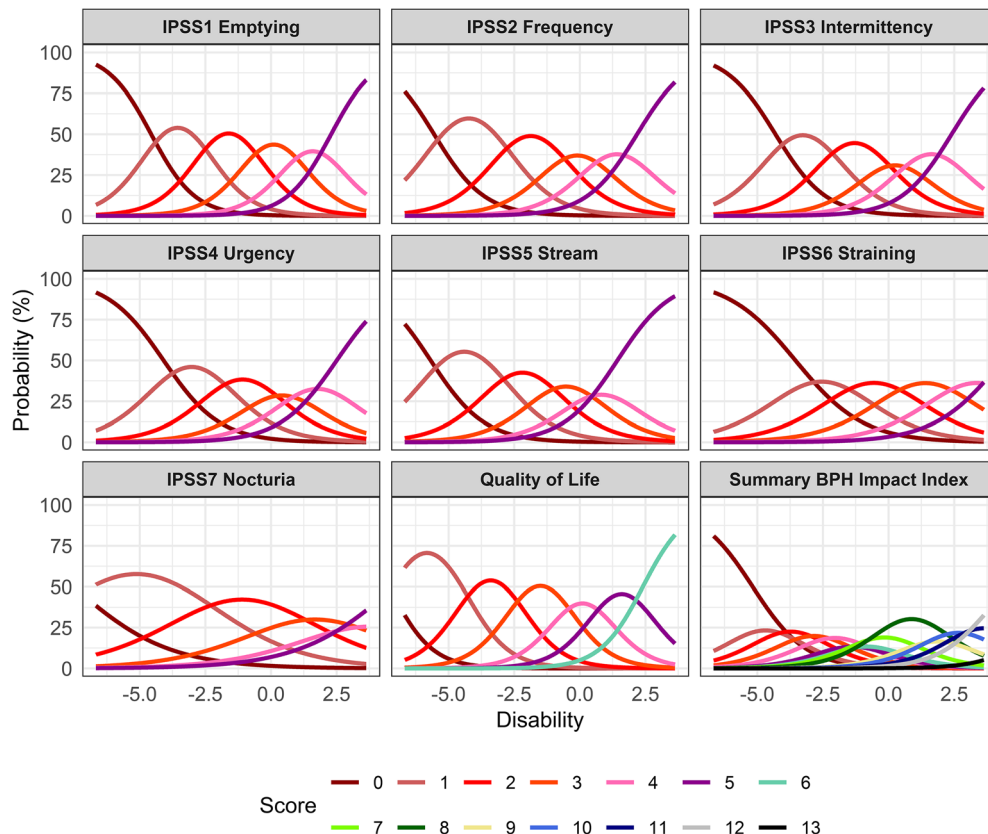 IPSS1 Emptying IPSS2 Frequency IPSS3 Intermittency
100
75
50
25
0
IPSS4 Urgency IPSS5 Stream IPSS6 Straining
100
75
50
25
0
Probability (%)
IPSS7 Nocturia Quality of Life Summary BPH Impact Index
100
75
50
25
0
-5.0 -2.5 0.0 2.5 -5.0 -2.5 0.0 2.5 -5.0 -2.5 0.0 2.5
Disability
Score
0 1 2 3 4 5 6
7 8 9 10 11 12 13